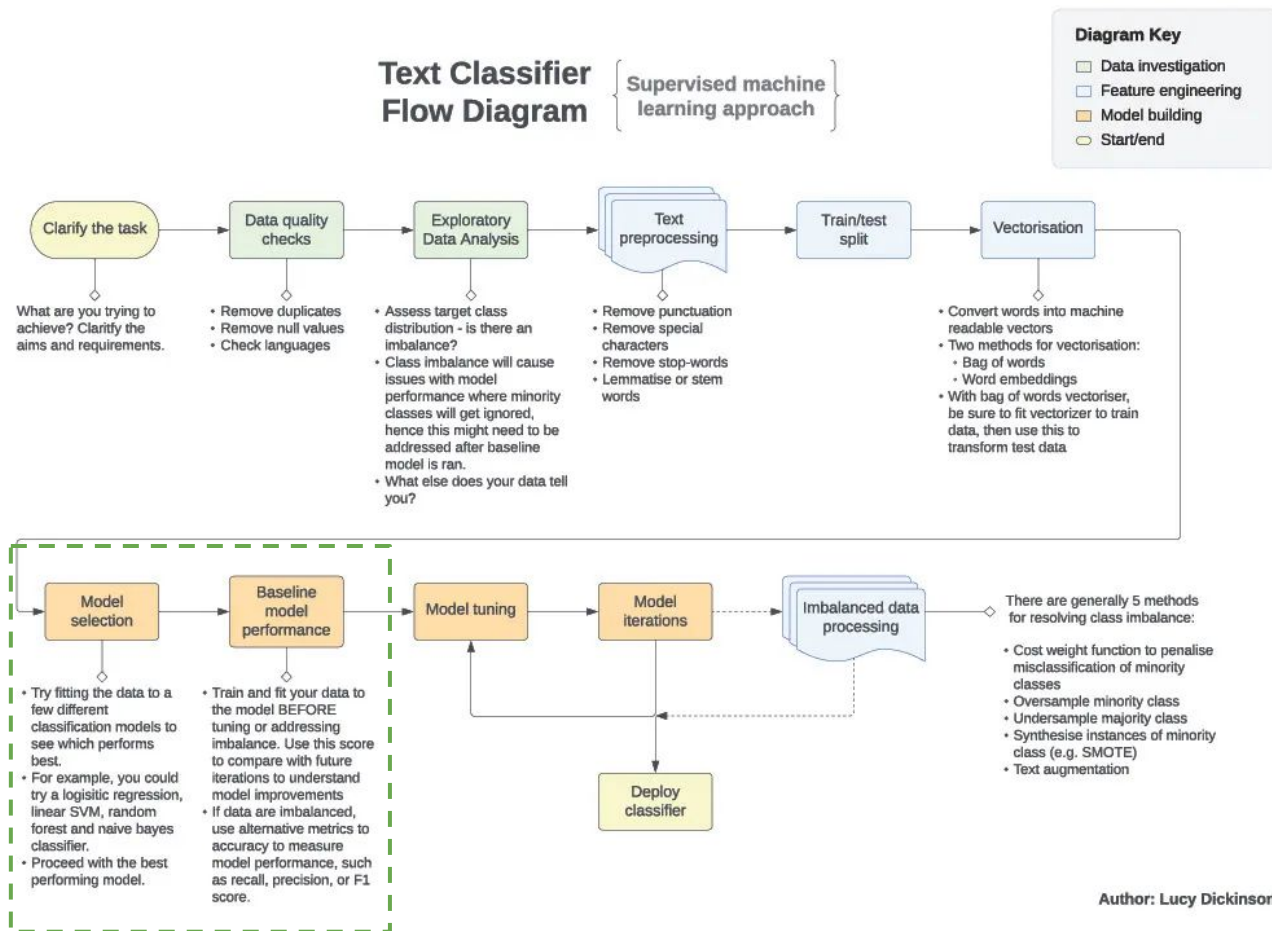 Text Classifier
Flow Diagram
Supervised machine
learning approach
Diagram Key
Data investigation
Feature engineering
Model building
Start/end
Clarify the task
Data quality
checks
Exploratory
Data Analysis
Text
preprocessing
Train/test
split
Vectorisation
What are you trying to
achieve? Claritfy the
aims and requirements.
• Remove duplicates
• Remove null values
• Check languages
• Assess target class
distribution - is there an
imbalance?
• Class imbalance will cause
issues with model
performance where minority
classes will get ignored,
hence this might need to be
addressed after baseline
model is ran.
• What else does your data tell
you?
• Remove punctuation
• Remove special
characters
• Remove stop-words
• Lemmatise or stem
words
• Convert words into machine
readable vectors
• Two methods for vectorisation:
• Bag of words
• Word embeddings
• With bag of words vectoriser,
be sure to fit vectorizer to train
data, then use this to
transform test data
Model
selection
Baseline
model
performance
Model tuning
Model
iterations
Imbalanced data
processing
There are generally 5 methods
for resolving class imbalance:
• Cost weight function to penalise
misclassification of minority
classes
• Oversample minority class
• Undersample majority class
• Synthesise instances of minority
class (e.g. SMOTE)
• Text augmentation
• Try fitting the data to a
few different
classification models to
see which performs
best.
• For example, you could
try a logisitic regression,
linear SVM, random
forest and naive bayes
classifier.
• Proceed with the best
performing model.
• Train and fit your data to
the model BEFORE
tuning or addressing
imbalance. Use this score
to compare with future
iterations to understand
model improvements
• If data are imbalanced,
use alternative metrics to
accuracy to measure
model performance, such
as recall, precision, or F1
score.
Deploy
classifier
Author: Lucy Dickinson